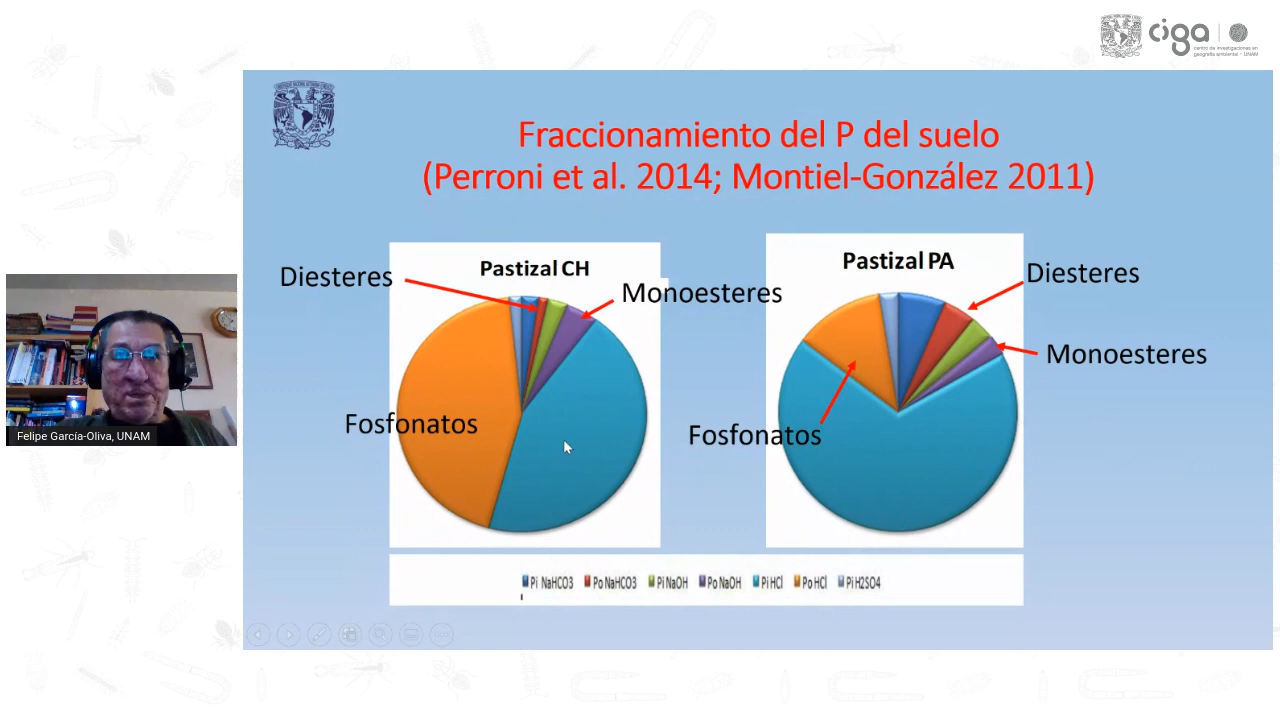 ciga
centro de investigaciones en
geografía ambiental - UNAM
Fraccionamiento del P del suelo
(Perroni et al. 2014; Montiel-González 2011)
Pastizal CH
Diesteres
Monoesteres
Fosfonatos
Pastizal PA
Diesteres
Monoesteres
Fosfonatos
Pi NaHCO3 Po NaHCO3 Pi NaOH Po NaOH Pi HCl Po HCl Pi H2SO4
Felipe García-Oliva, UNAM